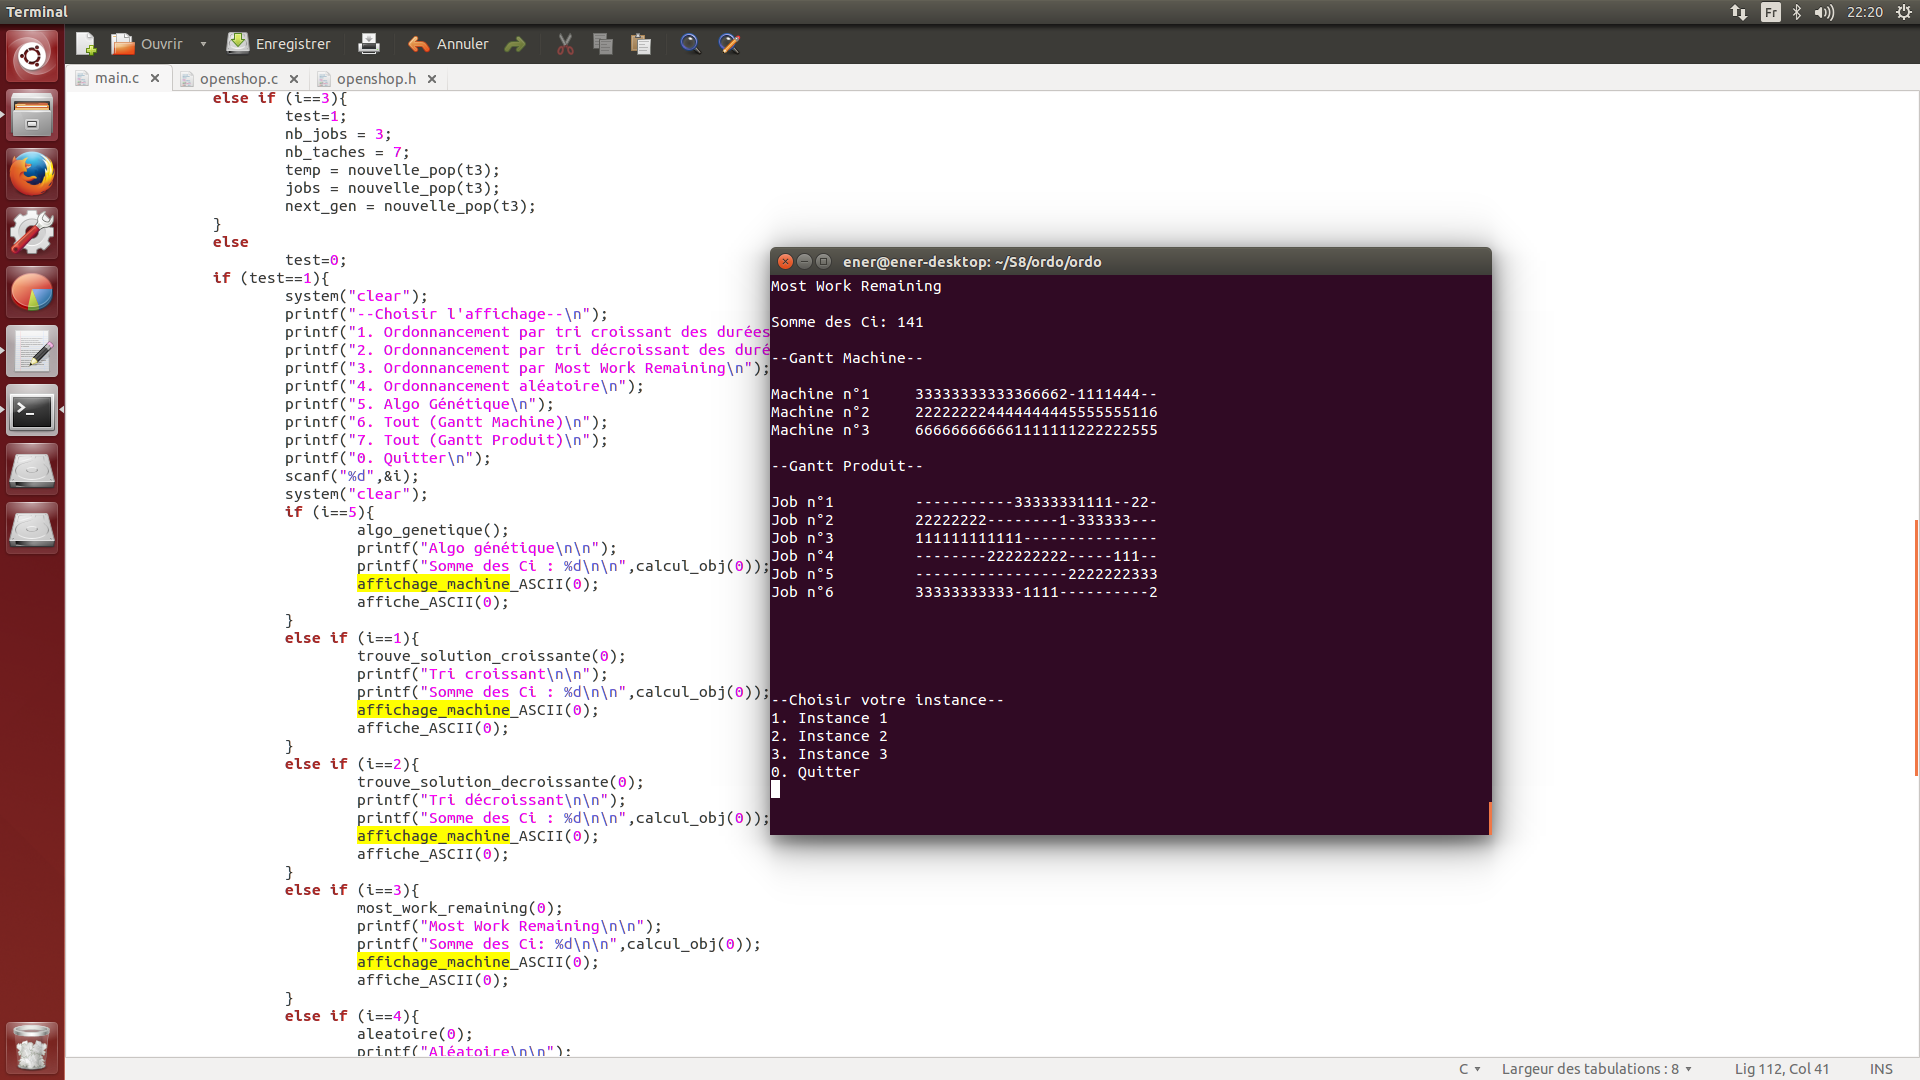 Terminal
Fr
22:20
Ouvrir
Enregistrer
Annuler
main.c
openshop.c
openshop.h
else if (i==3){
test=1;
nb_jobs = 3;
nb_taches = 7;
temp = nouvelle_pop(t3);
jobs = nouvelle_pop(t3);
next_gen = nouvelle_pop(t3);
}
else
test=0;
if (test==1){
system("clear");
printf("--Choisir l'affichage--\n");
printf("1. Ordonnancement par tri croissant des durées
printf("2. Ordonnancement par tri décroissant des duré
printf("3. Ordonnancement par Most Work Remaining\n");
printf("4. Ordonnancement aléatoire\n");
printf("5. Algo Génétique\n");
printf("6. Tout (Gantt Machine)\n");
printf("7. Tout (Gantt Produit)\n");
printf("0. Quitter\n");
scanf("%d",&i);
system("clear");
if (i==5){
algo_genetique();
printf("Algo génétique\n\n");
printf("Somme des Ci : %d\n\n",calcul_obj(0));
affichage_machine_ASCII(0);
affiche_ASCII(0);
}
else if (i==1){
trouve_solution_croissante(0);
printf("Tri croissant\n\n");
printf("Somme des Ci : %d\n\n",calcul_obj(0));
affichage_machine_ASCII(0);
affiche_ASCII(0);
}
else if (i==2){
trouve_solution_decroissante(0);
printf("Tri décroissant\n\n");
printf("Somme des Ci : %d\n\n",calcul_obj(0));
affichage_machine_ASCII(0);
affiche_ASCII(0);
}
else if (i==3){
most_work_remaining(0);
printf("Most Work Remaining\n\n");
printf("Somme des Ci: %d\n\n",calcul_obj(0));
affichage_machine_ASCII(0);
affiche_ASCII(0);
}
else if (i==4){
aleatoire(0);
printf("Aléatoire\n\n");
ener@ener-desktop: ~/S8/ordo/ordo
Most Work Remaining
Somme des Ci: 141
--Gantt Machine--
Machine n°1 33333333333366662-1111444--
Machine n°2 222222224444444445555555116
Machine n°3 666666666661111111222222555
--Gantt Produit--
Job n°1 -----------33333331111--22-
Job n°2 22222222--------1-333333---
Job n°3 111111111111---------------
Job n°4 --------222222222-----111--
Job n°5 -----------------2222222333
Job n°6 33333333333-1111----------2
--Choisir votre instance--
1. Instance 1
2. Instance 2
3. Instance 3
0. Quitter
C
Largeur des tabulations : 8
Lig 112, Col 41
INS